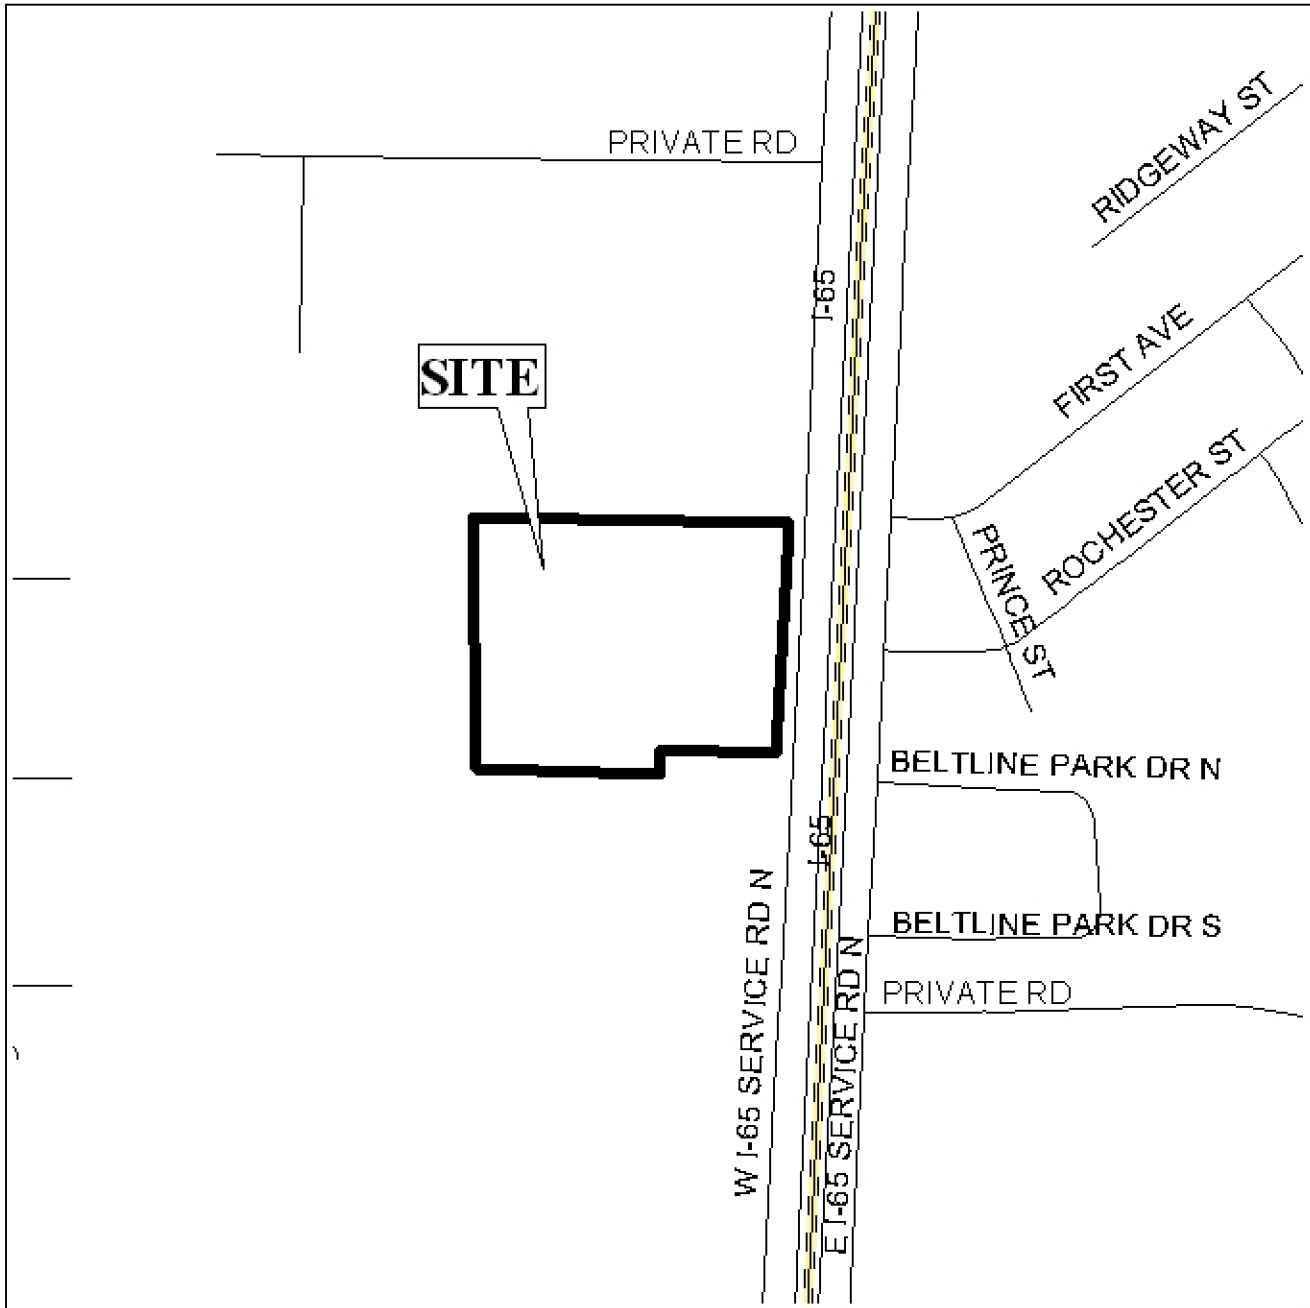 PRIVATE RD
RIDGEWAY ST
I-65
FIRST AVE
SITE
ROCHESTER ST
PRINCE ST
BELTLINE PARK DR N
I-65
W I-65 SERVICE RD N
BELTLINE PARK DR S
E I-65 SERVICE RD N
PRIVATE RD